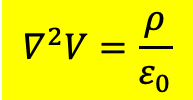 ∇²V = ρ/ε₀